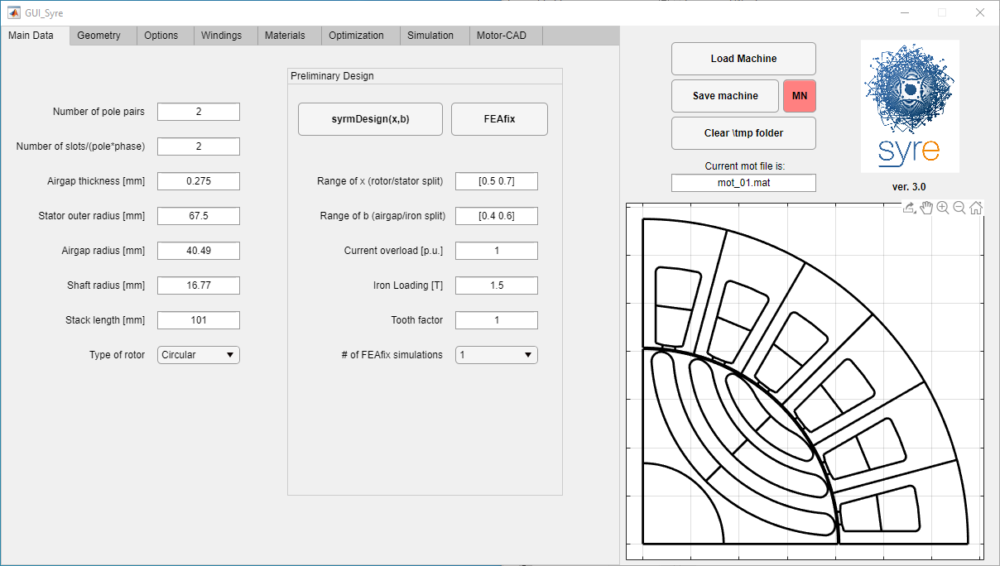 GUI_Syre
Main Data Geometry Options Windings Materials Optimization Simulation Motor-CAD
Number of pole pairs 2
Number of slots/(pole*phase) 2
Airgap thickness [mm] 0.275
Stator outer radius [mm] 67.5
Airgap radius [mm] 40.49
Shaft radius [mm] 16.77
Stack length [mm] 101
Type of rotor Circular
Preliminary Design
syrmDesign(x,b) FEAfix
Range of x (rotor/stator split) [0.5 0.7]
Range of b (airgap/iron split) [0.4 0.6]
Current overload [p.u.] 1
Iron Loading [T] 1.5
Tooth factor 1
# of FEAfix simulations 1
Load Machine
Save machine MN
Clear \tmp folder
Current mot file is:
mot_01.mat
syre
ver. 3.0